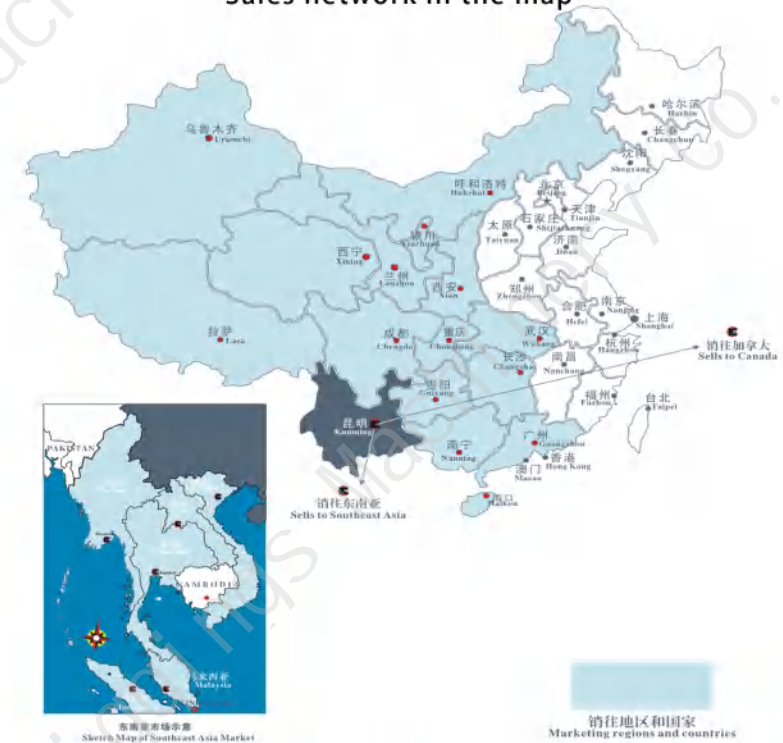 Sales network in the map
哈尔滨
Harbin
长春
Changchun
沈阳
Shegyang
乌鲁木齐
Urumchi
呼和浩特
Huhehot
北京
Beijing
天津
Tianjin
石家庄
Shijiazhuang
太原
Taiyuan
银川
Yinchuan
济南
Jinan
西宁
Xining
兰州
Lanzhou
西安
Xian
郑州
Zhengzhou
合肥
Hefei
南京
Nanjing
上海
Shanghai
拉萨
Lasa
成都
Chengdu
重庆
Chongqing
武汉
Wuhang
杭州
Hangzhou
销往加拿大
Sells to Canada
长沙
Changsha
南昌
Nanchang
贵阳
Guiyang
福州
Fuzhou
台北
Taipei
昆明
Kunming
南宁
Nanning
广州
Guangzhou
香港
Hong Kong
澳门
Macau
海口
Haikou
销往东南亚
Sells to Southeast Asia
PAKISTAN
CAMBODIA
马来西亚
Malaysia
东南亚市场示意
Sketch Map of Southeast Asia Market
销往地区和国家
Marketing regions and countries